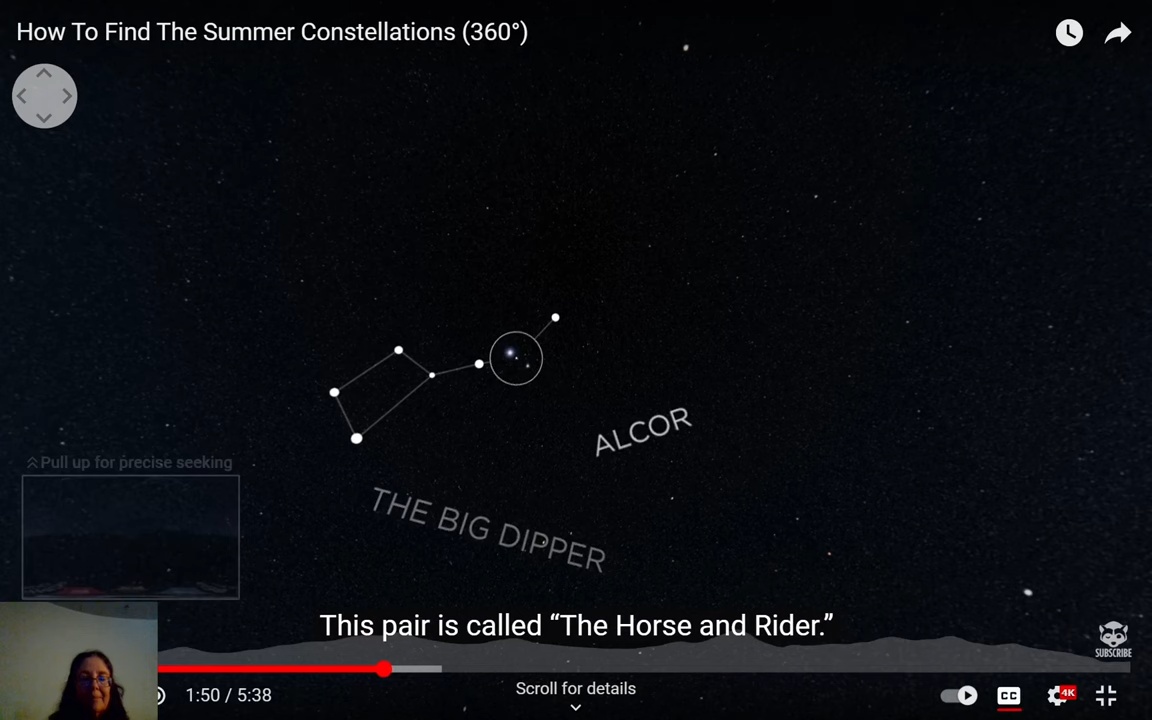 How To Find The Summer Constellations (360°)
ALCOR
Pull up for precise seeking
THE BIG DIPPER
This pair is called “The Horse and Rider.”
SUBSCRIBE
1:50 / 5:38
Scroll for details
CC
4K